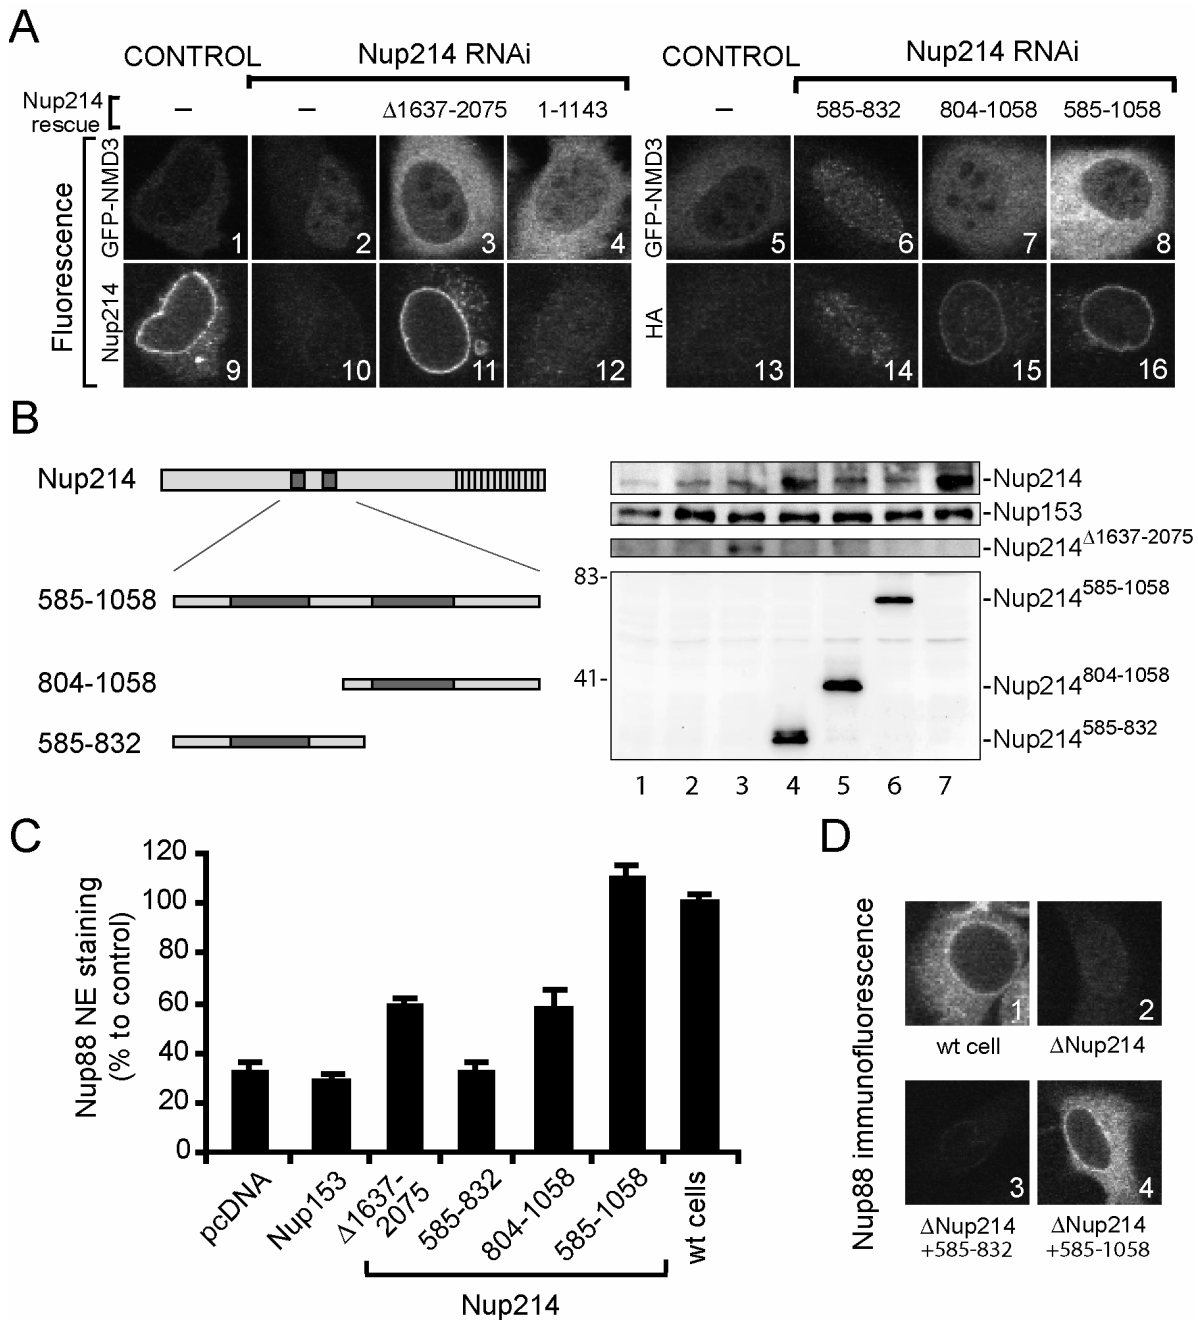 A
CONTROL Nup214 RNAi CONTROL Nup214 RNAi
Nup214 rescue – – Δ1637-2075 1-1143 – 585-832 804-1058 585-1058
Fluorescence
GFP-NMD3 1 2 3 4 GFP-NMD3 5 6 7 8
Nup214 9 10 11 12 HA 13 14 15 16
B
Nup214
585-1058
804-1058
585-832
-Nup214
-Nup153
-Nup214Δ1637-2075
83-
-Nup214585-1058
41-
-Nup214804-1058
-Nup214585-832
1 2 3 4 5 6 7
C
Nup88 NE staining
(% to control)
120
100
80
60
40
20
0
pcDNA
Nup153
Δ1637-
2075
585-832
804-1058
585-1058
wt cells
Nup214
D
Nup88 immunofluorescence
1 2
wt cell ΔNup214
3 4
ΔNup214 ΔNup214
+585-832 +585-1058